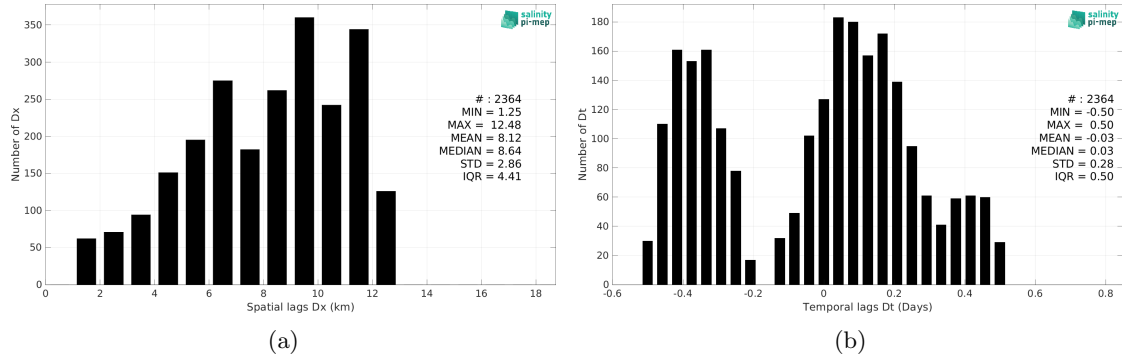 350
300
250
200
150
100
50
0
Number of Dx
0 2 4 6 8 10 12 14 16 18
Spatial lags Dx (km)
salinity
pi-mep
# : 2364
MIN = 1.25
MAX = 12.48
MEAN = 8.12
MEDIAN = 8.64
STD = 2.86
IQR = 4.41
(a)
180
160
140
120
100
80
60
40
20
0
Number of Dt
-0.6 -0.4 -0.2 0 0.2 0.4 0.6 0.8
Temporal lags Dt (Days)
salinity
pi-mep
# : 2364
MIN = -0.50
MAX = 0.50
MEAN = -0.03
MEDIAN = 0.03
STD = 0.28
IQR = 0.50
(b)